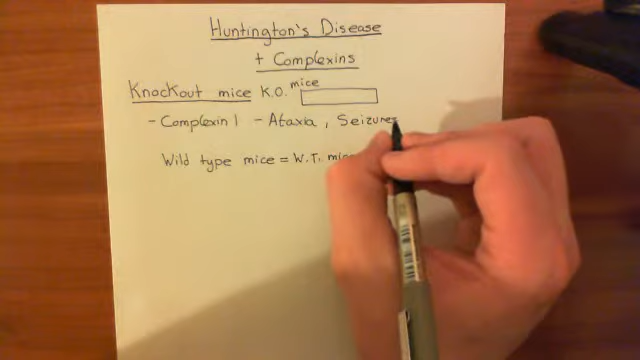 Huntington's Disease
+ Complexins
Knockout mice K.O. mice
- Complexin 1 - Ataxia, Seizures
Wild type mice = W.T. mice